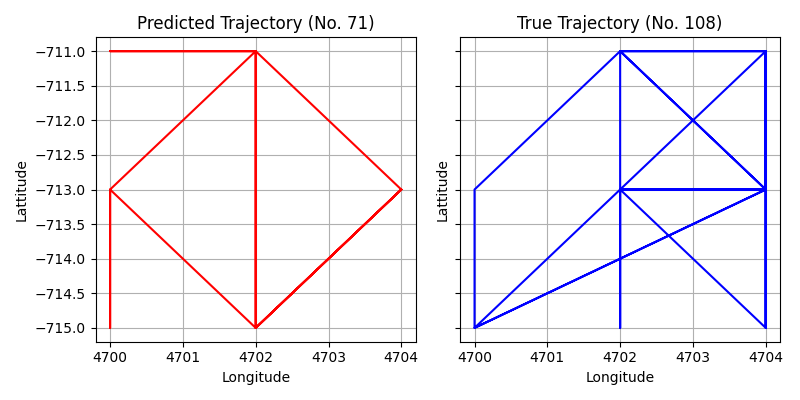 Predicted Trajectory (No. 71)
True Trajectory (No. 108)
−711.0
−711.5
−712.0
−712.5
−713.0
−713.5
−714.0
−714.5
−715.0
Lattitude
Lattitude
4700 4701 4702 4703 4704
4700 4701 4702 4703 4704
Longitude
Longitude